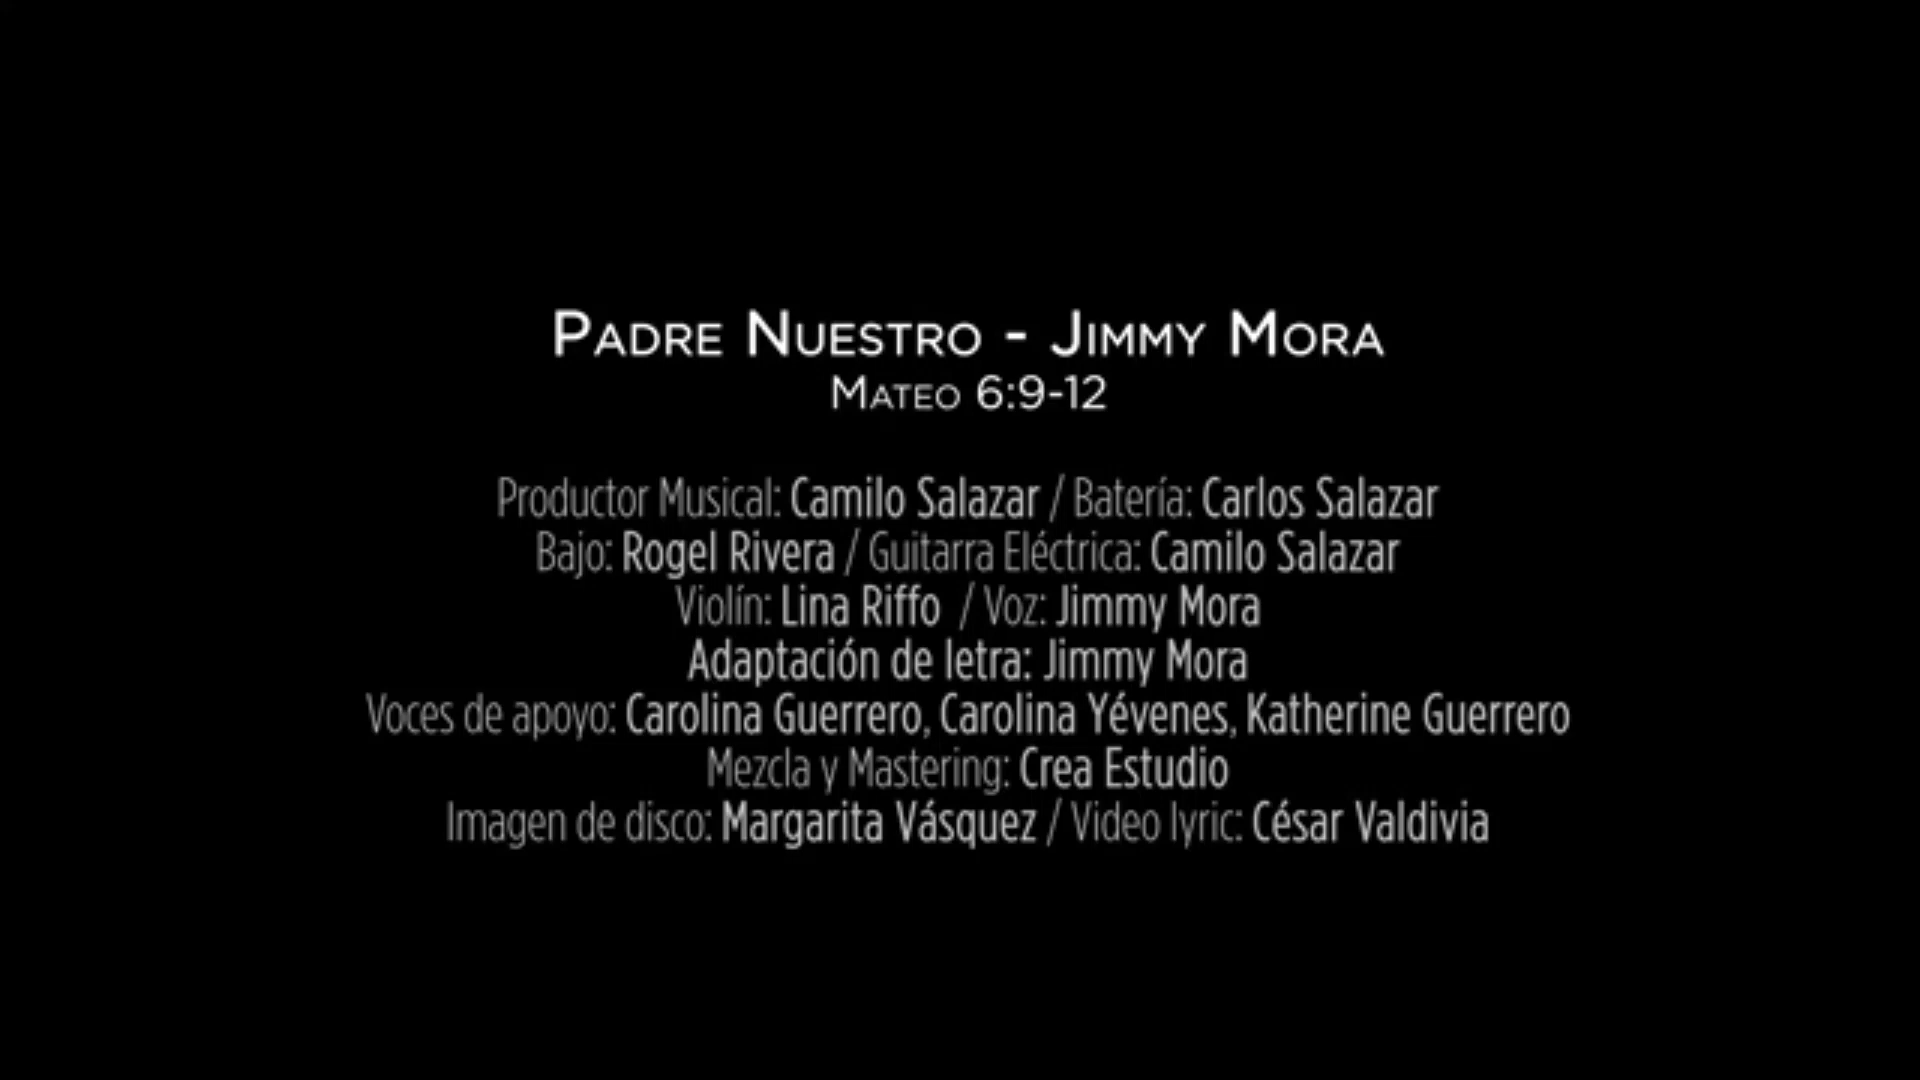 Padre Nuestro - Jimmy Mora
Mateo 6:9-12
Productor Musical: Camilo Salazar / Batería: Carlos Salazar
Bajo: Rogel Rivera / Guitarra Eléctrica: Camilo Salazar
Violín: Lina Riffo / Voz: Jimmy Mora
Adaptación de letra: Jimmy Mora
Voces de apoyo: Carolina Guerrero, Carolina Yévenes, Katherine Guerrero
Mezcla y Mastering: Crea Estudio
Imagen de disco: Margarita Vásquez / Video lyric: César Valdivia